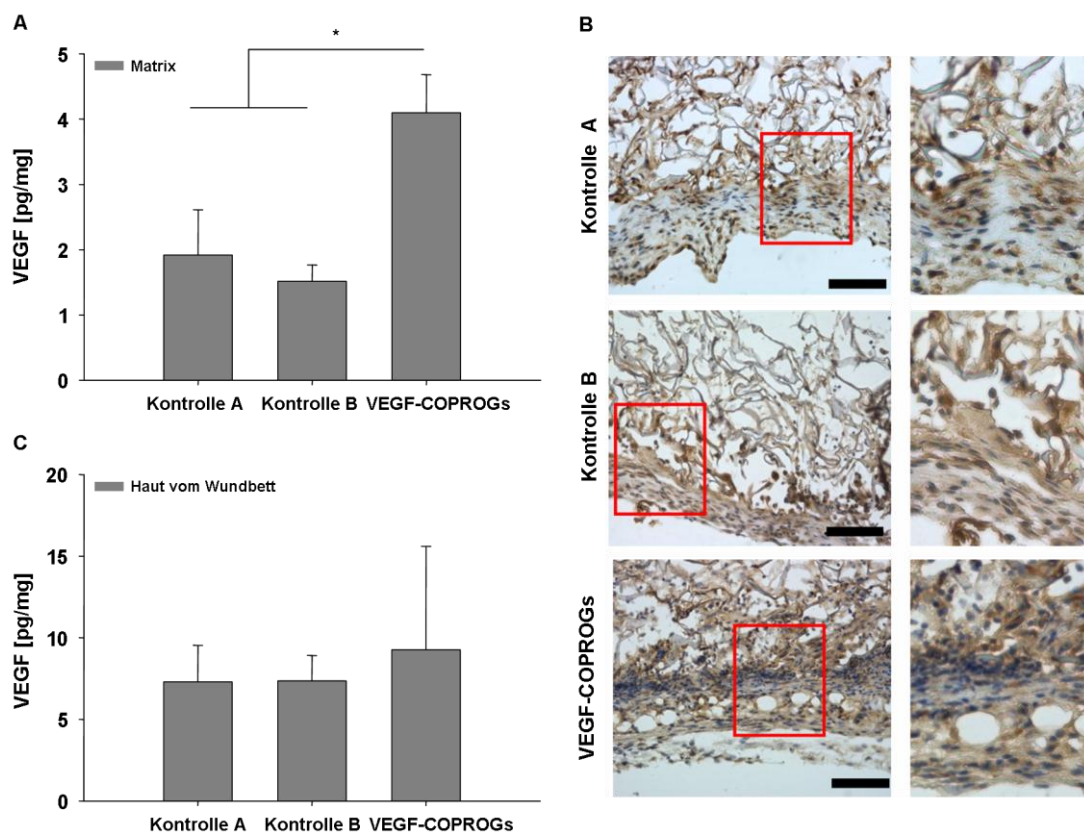 A
VEGF [pg/mg]
5
4
3
2
1
0
Matrix
*
Kontrolle A Kontrolle B VEGF-COPROGs
B
Kontrolle A
Kontrolle B
VEGF-COPROGs
C
VEGF [pg/mg]
20
15
10
5
0
Haut vom Wundbett
Kontrolle A Kontrolle B VEGF-COPROGs